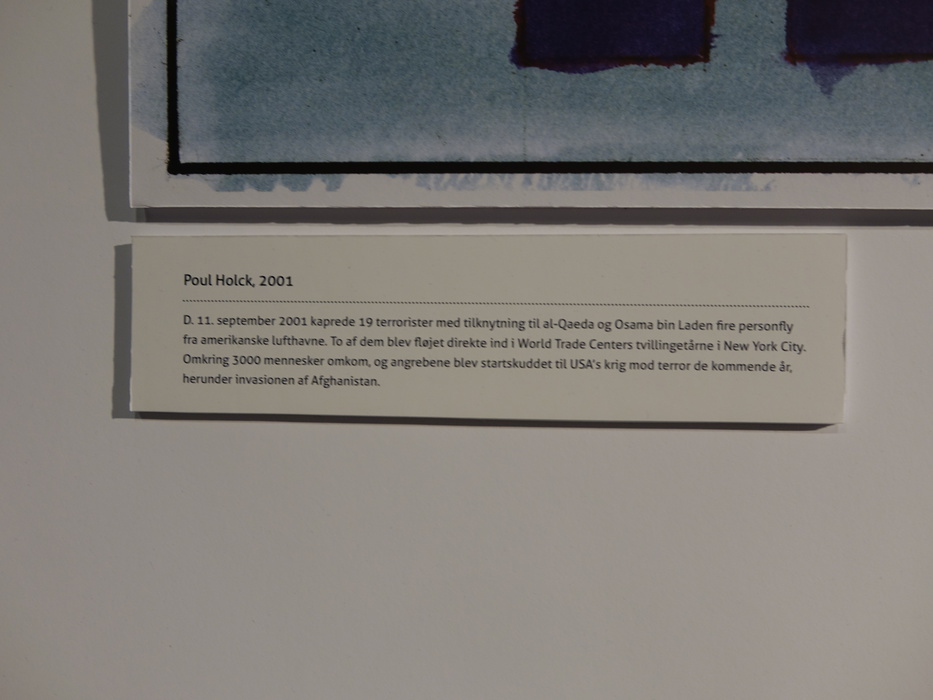 Poul Holck, 2001
D. 11. september 2001 kaprede 19 terrorister med tilknytning til al-Qaeda og Osama bin Laden fire personfly
fra amerikanske lufthavne. To af dem blev fløjet direkte ind i World Trade Centers tvillingetårne i New York City.
Omkring 3000 mennesker omkom, og angrebene blev startskuddet til USA's krig mod terror de kommende år,
herunder invasionen af Afghanistan.